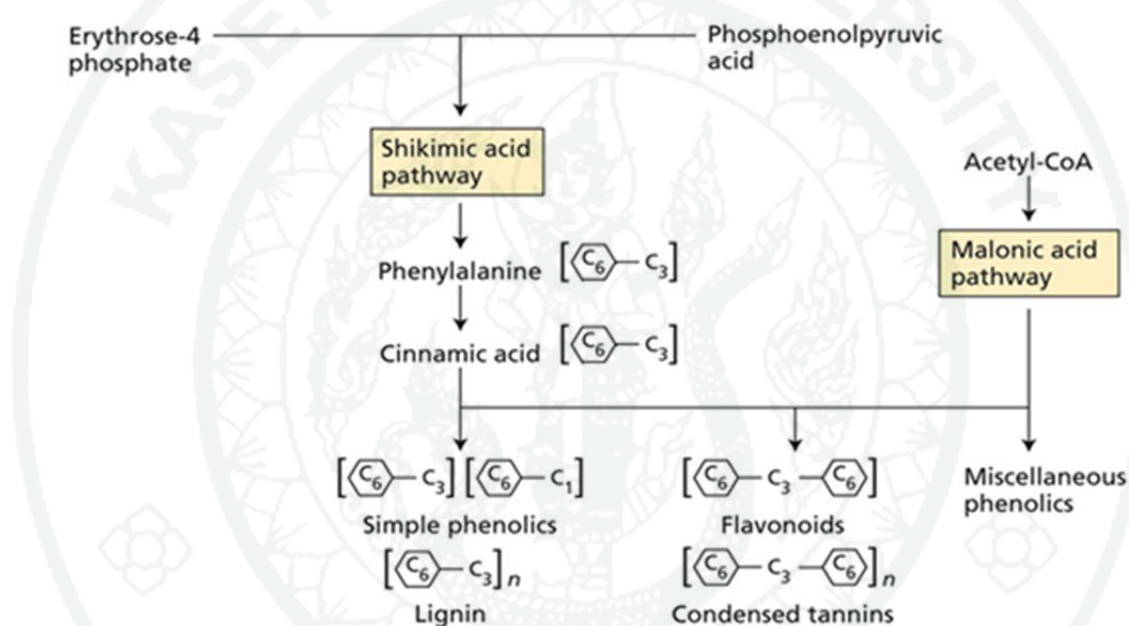 Erythrose-4
phosphate
Phosphoenolpyruvic
acid
Shikimic acid
pathway
Acetyl-CoA
Malonic acid
pathway
Phenylalanine [C6–C3]
Cinnamic acid [C6–C3]
[C6–C3] [C6–C1]
Simple phenolics
[C6–C3]n
Lignin
[C6–C3–C6]
Flavonoids
[C6–C3–C6]n
Condensed tannins
Miscellaneous
phenolics